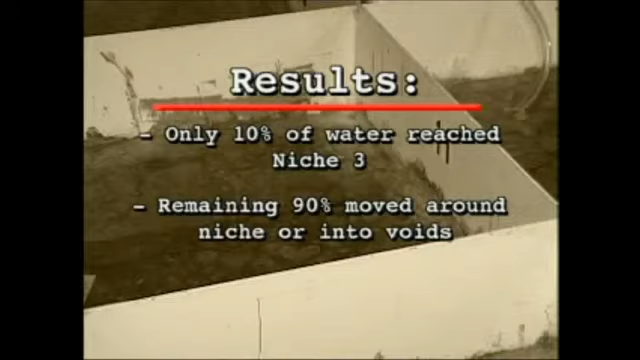 Results:
- Only 10% of water reached
Niche 3
- Remaining 90% moved around
niche or into voids